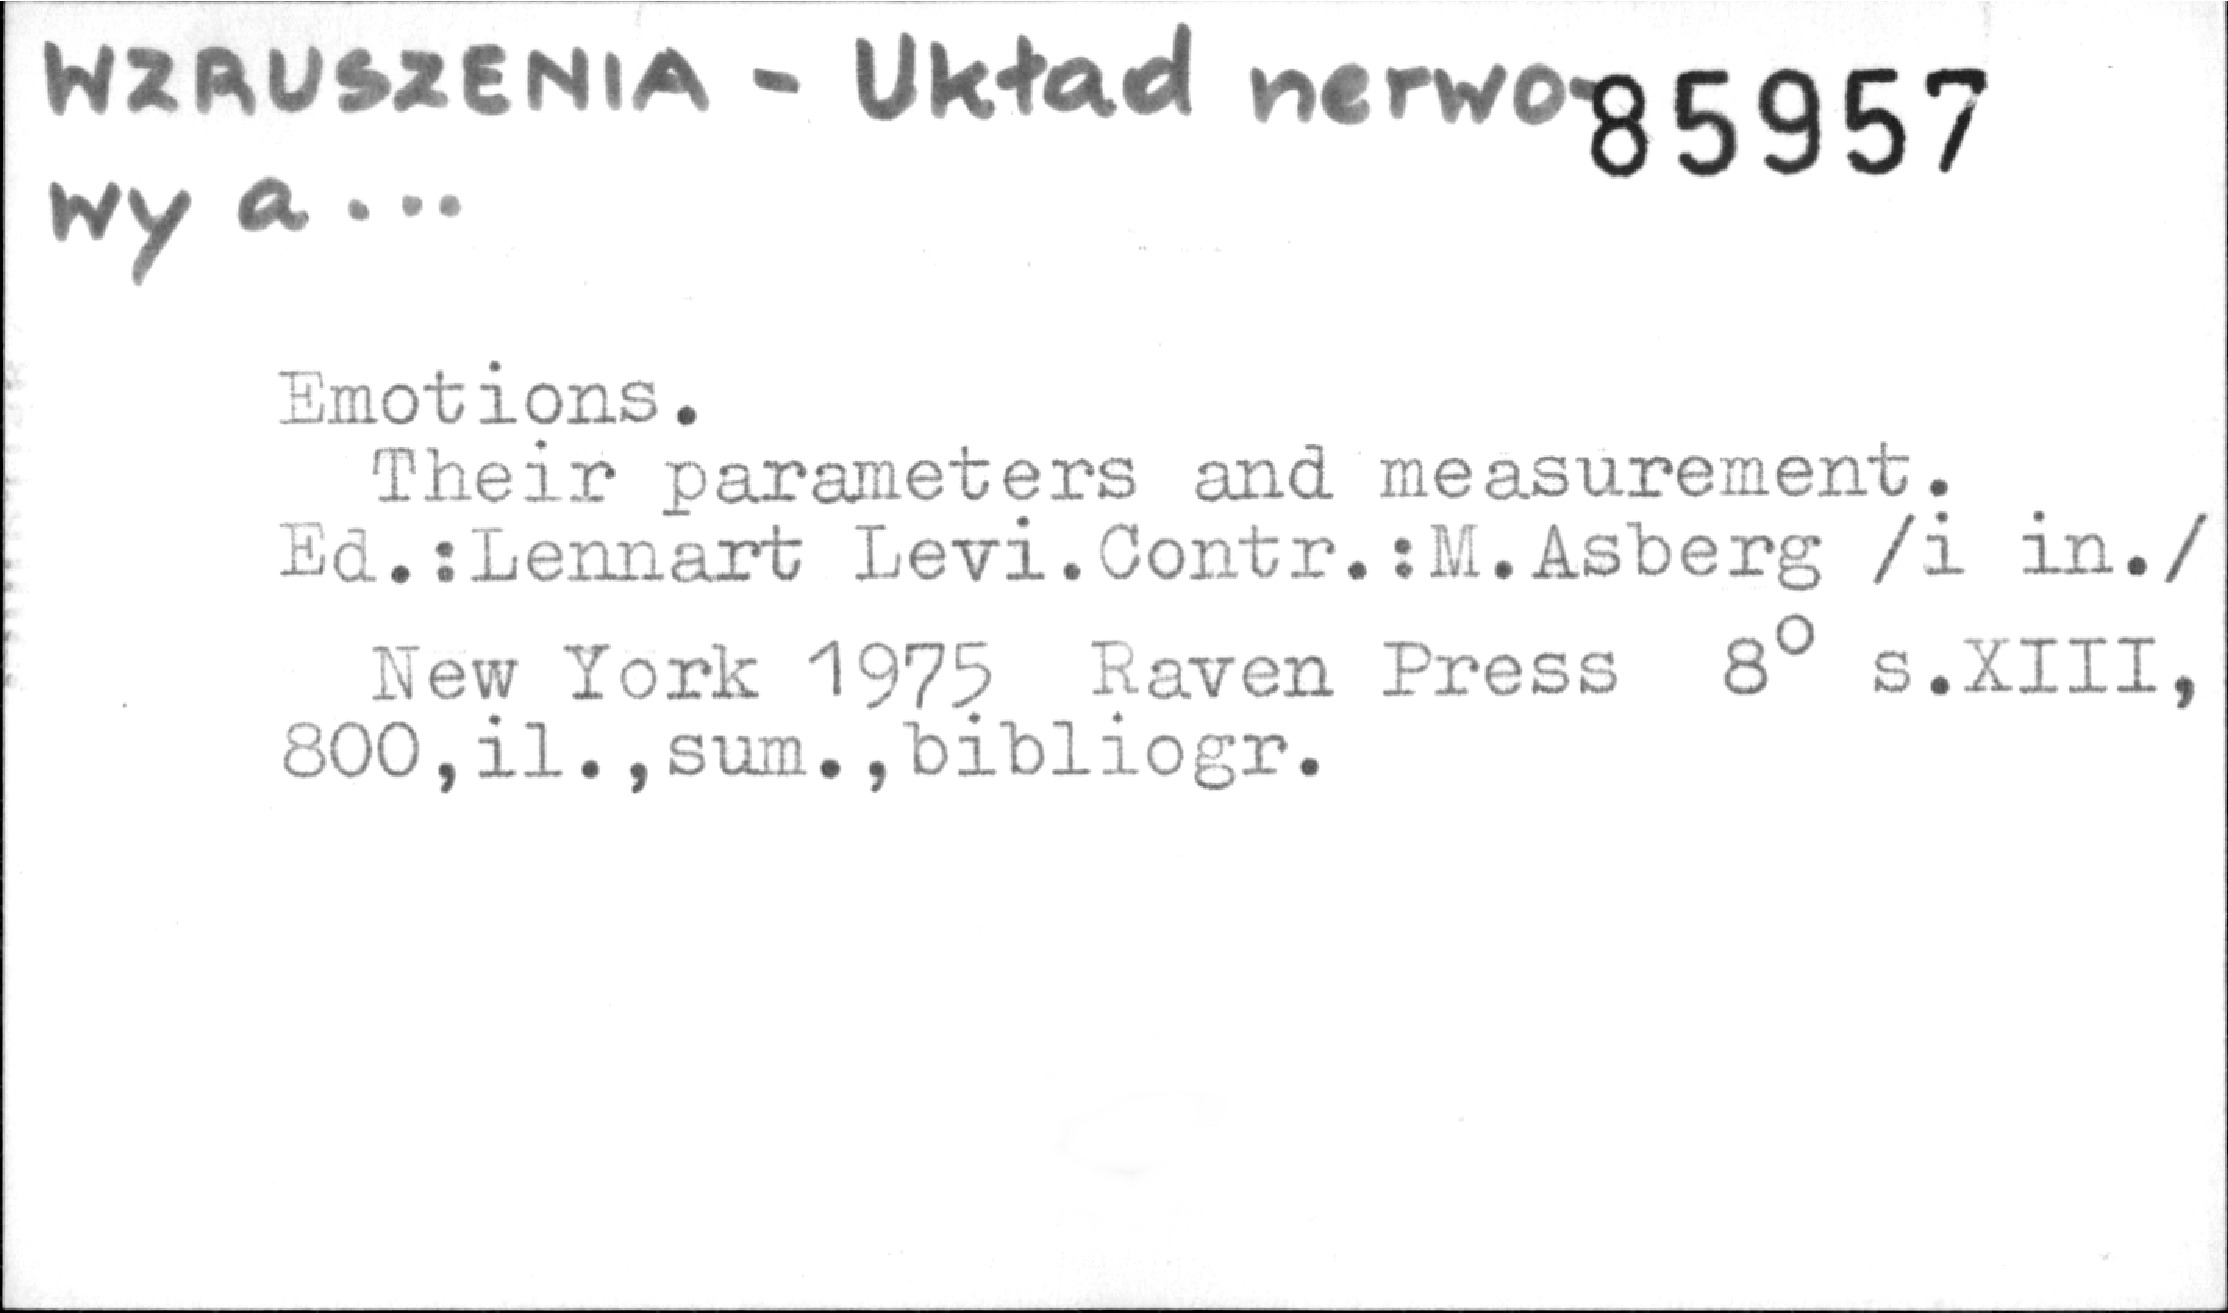 WZRUSZENIA - Układ nerwo-
85957
wy a ...
Emotions.
Their parameters and measurement.
Ed.:Lennart Levi.Contr.:M.Asberg /i in./
New York 1975 Raven Press 8° s.XIII,
800,il.,sum.,bibliogr.